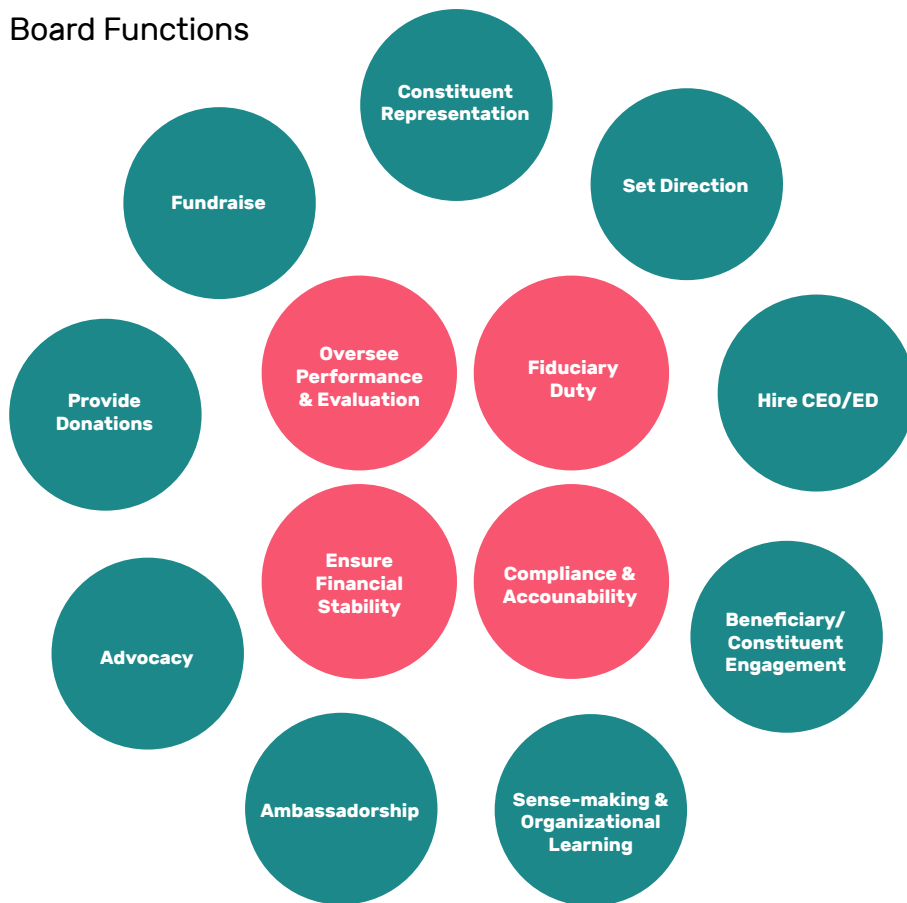 Board Functions
Constituent
Representation
Set Direction
Fundraise
Oversee
Performance
& Evaluation
Fiduciary
Duty
Provide
Donations
Hire CEO/ED
Ensure
Financial
Stability
Compliance &
Accounability
Beneficiary/
Constituent
Engagement
Advocacy
Ambassadorship
Sense-making &
Organizational
Learning